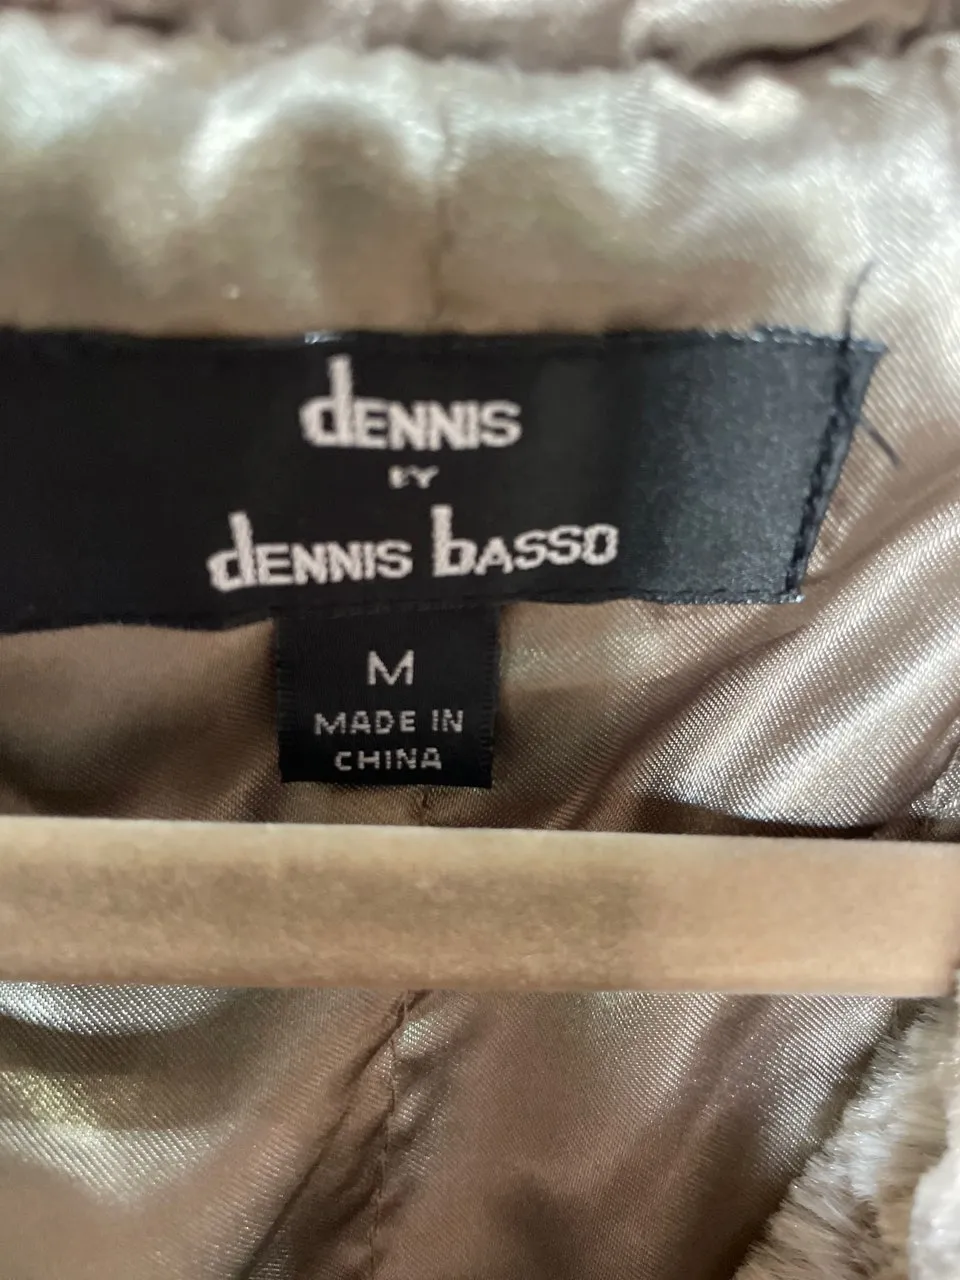 dENNIS
BY
dENNIS bASSO
M
MADE IN
CHINA